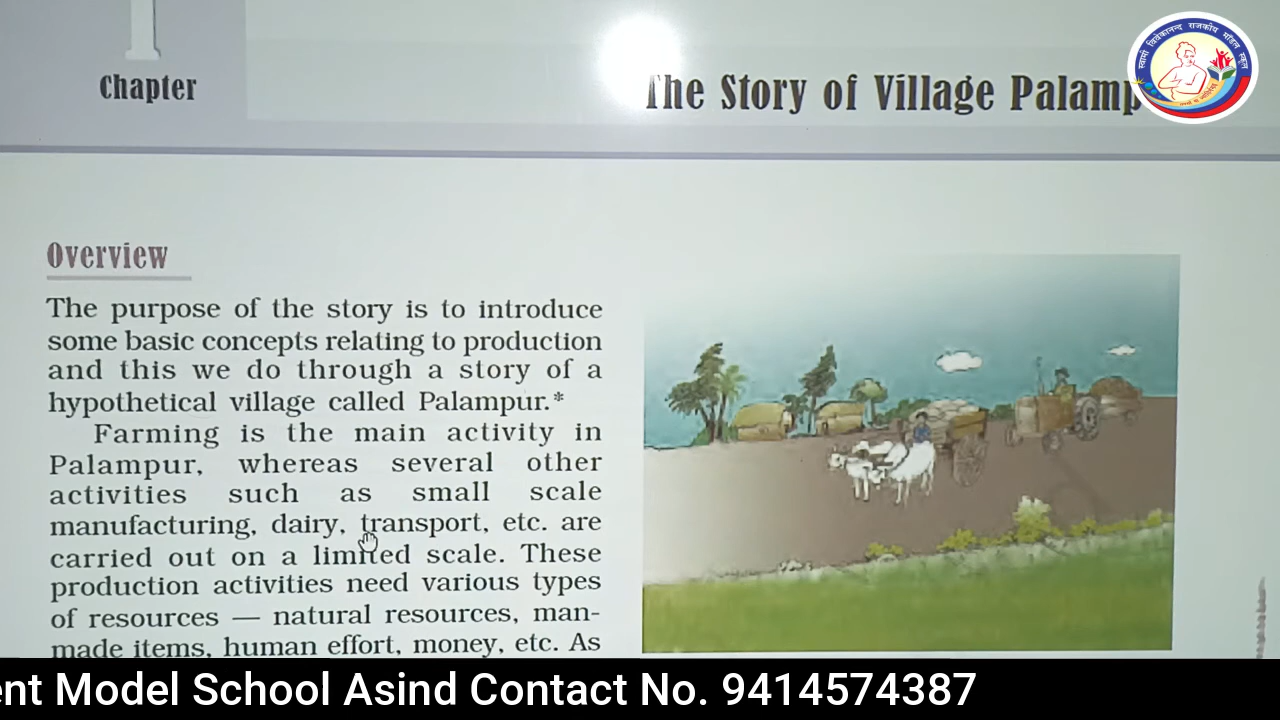 1
Chapter
The Story of Village Palamp
स्वामी विवेकानन्द राजकीय मॉडल स्कूल
Overview
The purpose of the story is to introduce
some basic concepts relating to production
and this we do through a story of a
hypothetical village called Palampur.*
Farming is the main activity in
Palampur, whereas several other
activities such as small scale
manufacturing, dairy, transport, etc. are
carried out on a limited scale. These
production activities need various types
of resources — natural resources, man-
made items, human effort, money, etc. As
ent Model School Asind Contact No. 9414574387